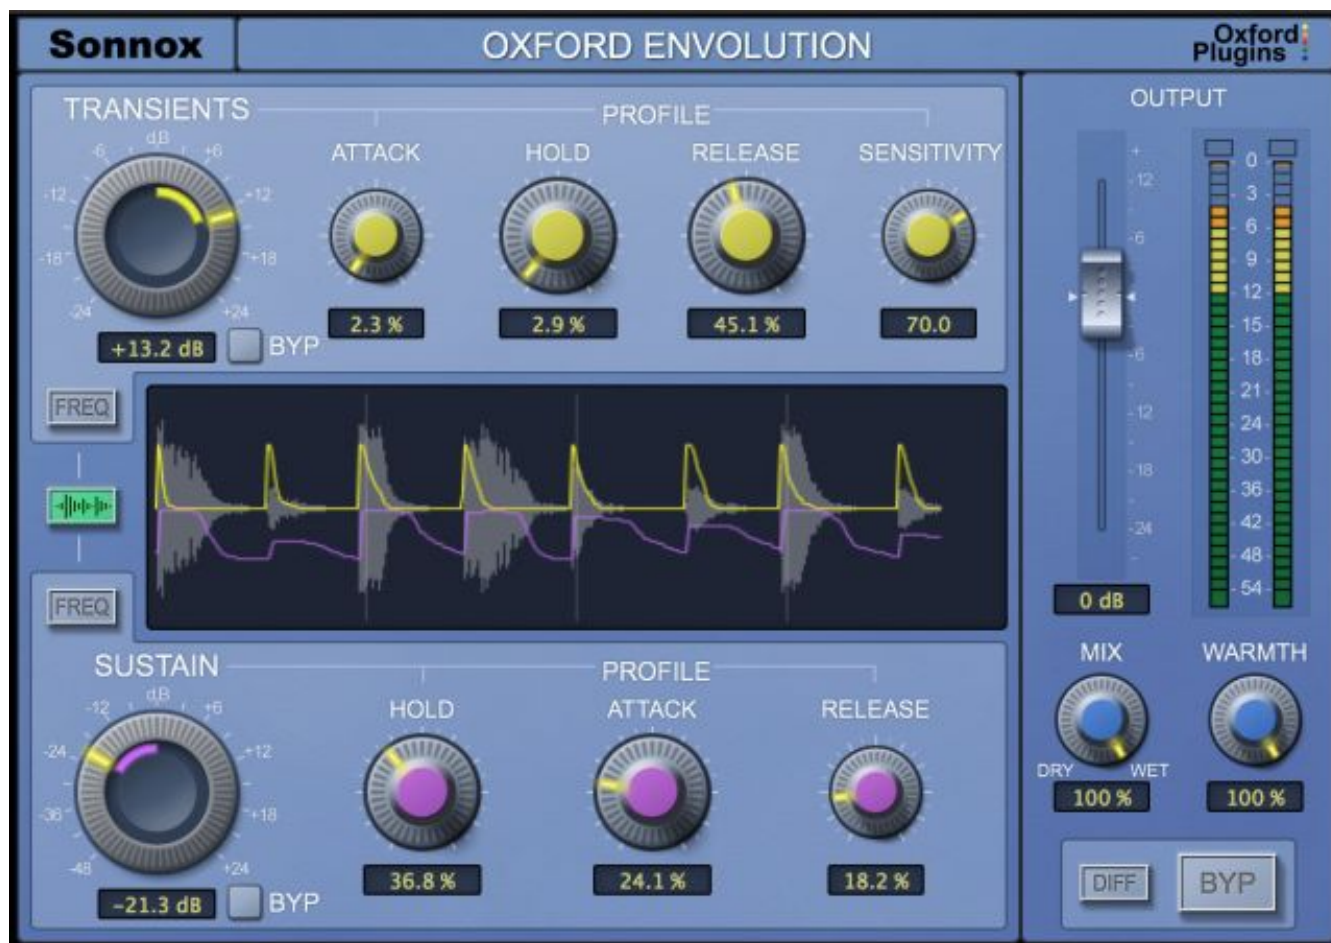 Sonnox
OXFORD ENVOLUTION
Oxford
Plugins
TRANSIENTS
PROFILE
ATTACK
HOLD
RELEASE
SENSITIVITY
dB
-6
+6
-12
+12
-18
+18
-24
+24
+13.2 dB
BYP
2.3 %
2.9 %
45.1 %
70.0
FREQ
FREQ
SUSTAIN
PROFILE
HOLD
ATTACK
RELEASE
dB
-12
+6
-24
+12
-36
+18
-48
+24
-21.3 dB
BYP
36.8 %
24.1 %
18.2 %
OUTPUT
+
12
6
-
6
12
18
24
0
3
6
9
12
15
18
21
24
30
36
42
48
54
0 dB
MIX
WARMTH
DRY
WET
100 %
100 %
DIFF
BYP